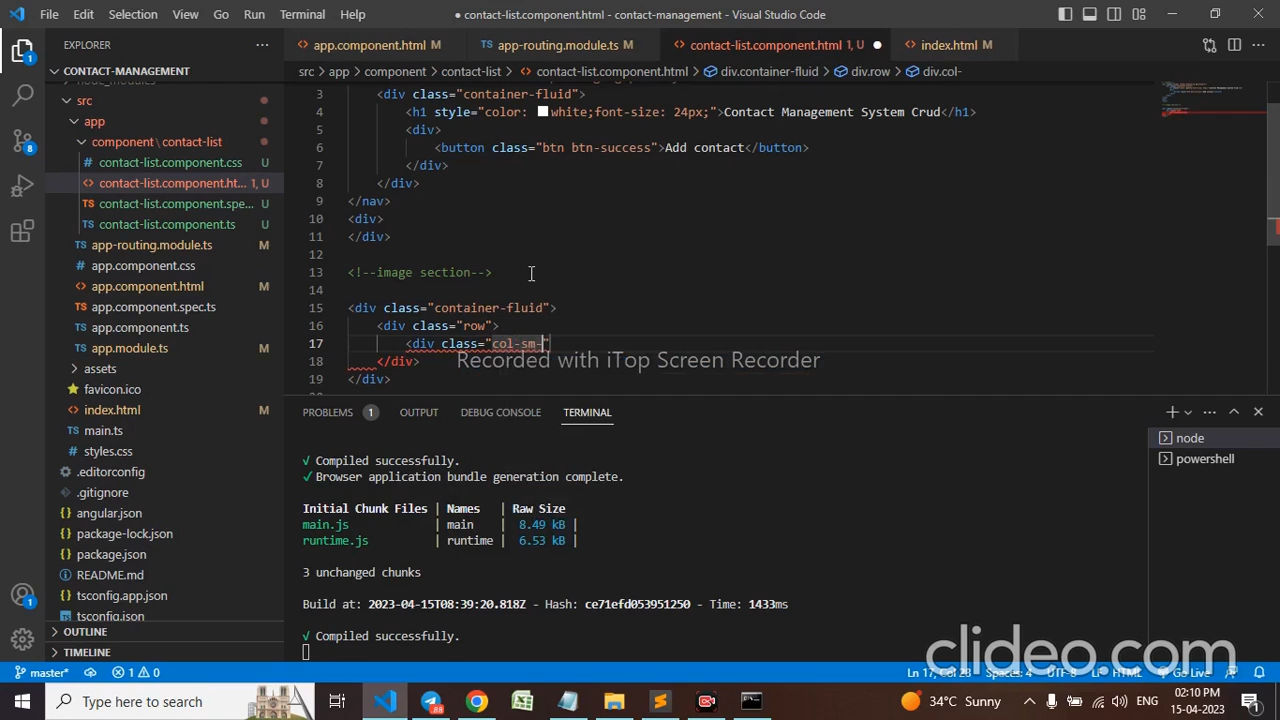 File Edit Selection View Go Run Terminal Help
● contact-list.component.html - contact-management - Visual Studio Code
EXPLORER
CONTACT-MANAGEMENT
node_modules
src
app
component\contact-list
contact-list.component.css U
contact-list.component.ht... 1, U
contact-list.component.spe... U
contact-list.component.ts U
app-routing.module.ts M
app.component.css
app.component.html M
app.component.spec.ts
app.component.ts
app.module.ts M
assets
favicon.ico
index.html M
main.ts
styles.css
.editorconfig
.gitignore
angular.json
package-lock.json
package.json
README.md
tsconfig.app.json
tsconfig.json
OUTLINE
TIMELINE
app.component.html M
app-routing.module.ts M
contact-list.component.html 1, U ●
index.html M
src > app > component > contact-list > contact-list.component.html > div.container-fluid > div.row > div.col-
3 <div class="container-fluid">
4 <h1 style="color: white;font-size: 24px;">Contact Management System Crud</h1>
5 <div>
6 <button class="btn btn-success">Add contact</button>
7 </div>
8 </div>
9 </nav>
10 <div>
11 </div>
12
13 <!--image section-->
14
15 <div class="container-fluid">
16 <div class="row">
17 <div class="col-sm-"
18 </div>
19 </div>
Recorded with iTop Screen Recorder
PROBLEMS 1 OUTPUT DEBUG CONSOLE TERMINAL
√ Compiled successfully.
✓ Browser application bundle generation complete.
Initial Chunk Files | Names | Raw Size
main.js | main | 8.49 kB |
runtime.js | runtime | 6.53 kB |
3 unchanged chunks
Build at: 2023-04-15T08:39:20.818Z - Hash: ce71efd053951250 - Time: 1433ms
√ Compiled successfully.
node
powershell
clideo.com
master* 1 0
Ln 17, Col 28 Spaces: 4 UTF-8 LF HTML Go Live
Type here to search
88
34°C Sunny
ENG
02:10 PM
15-04-2023
1